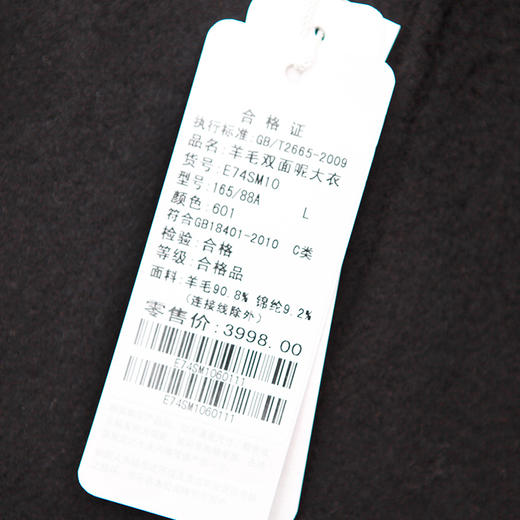 合格证
执行标准:GB/T2665-2009
品名:羊毛双面呢大衣
货号:E74SM10
型号:165/88A L
颜色:601
符合GB18401-2010 C类
检验:合格
等级:合格品
面料:羊毛90.8% 锦纶9.2%
(连接线除外)
零售价:3998.00
E74SM1060111
E74SM1060111